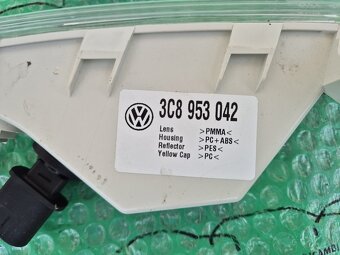 3C8 953 042
Lens >PMMA<
Housing >PC+ABS<
Reflector >PES<
Yellow Cap >PC<